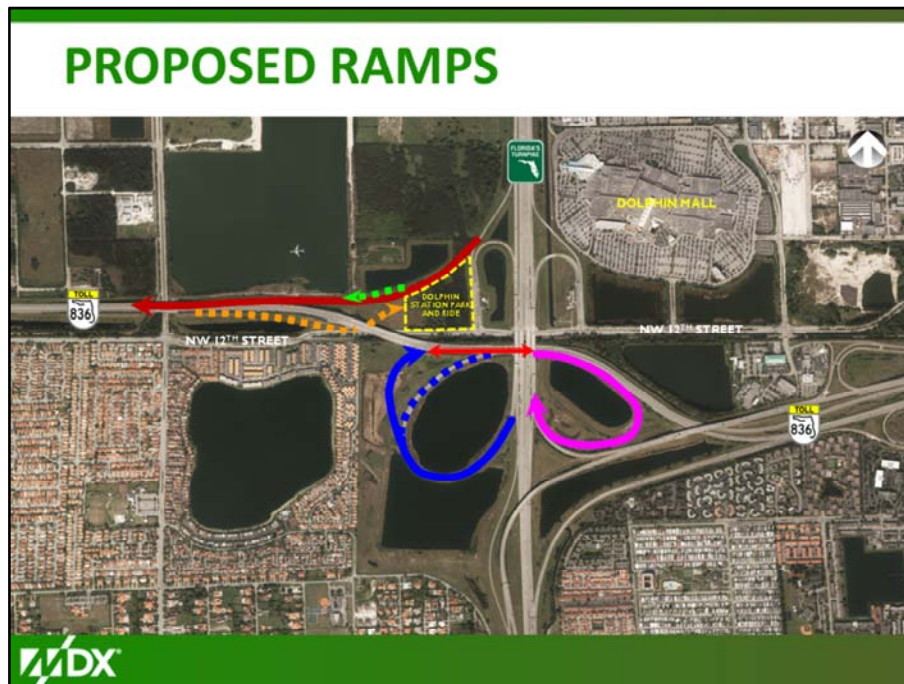 PROPOSED RAMPS
FLORIDA'S
TURNPIKE
DOLPHIN MALL
TOLL
836
DOLPHIN
STATION PARK
AND RIDE
NW 12TH STREET
NW 12TH STREET
TOLL
836
MDX